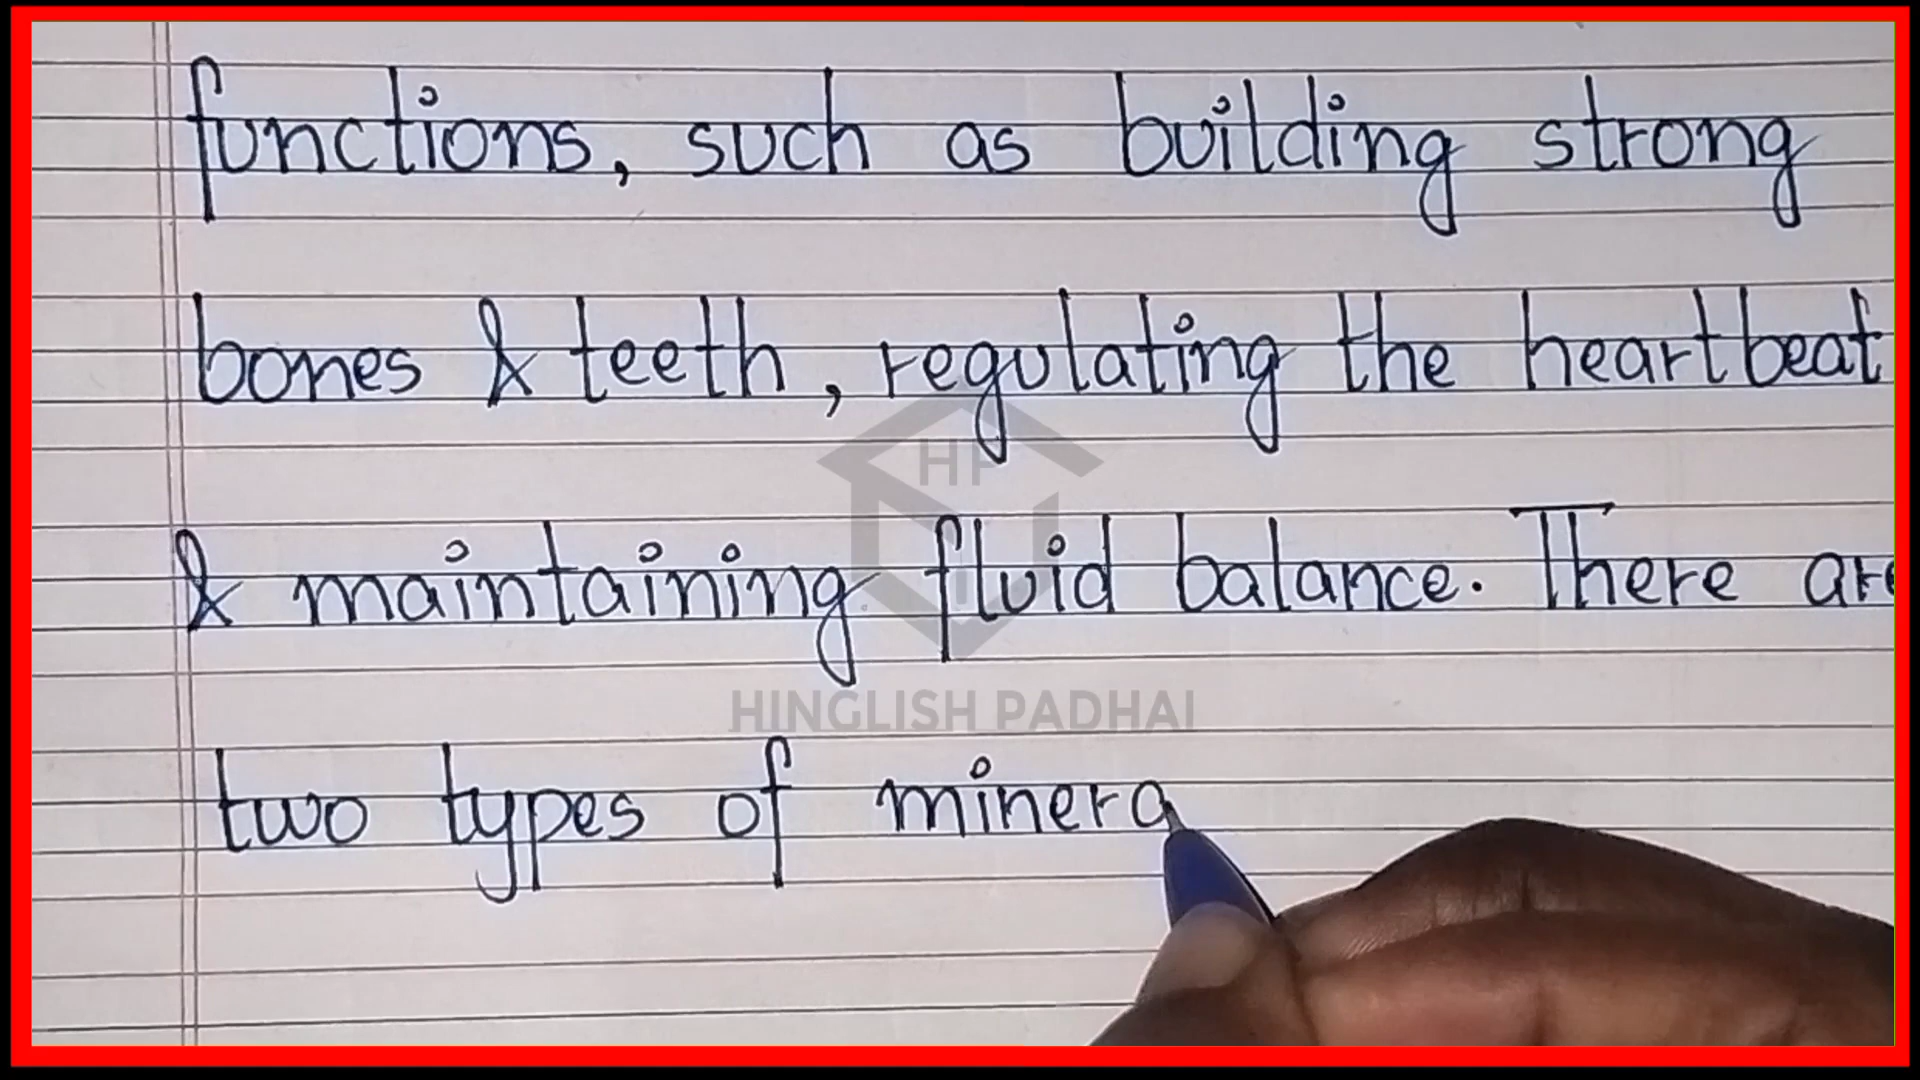 functions, such as building strong
bones & teeth, regulating the heartbeat
& maintaining fluid balance. There are
two types of minera
HINGLISH PADHAI